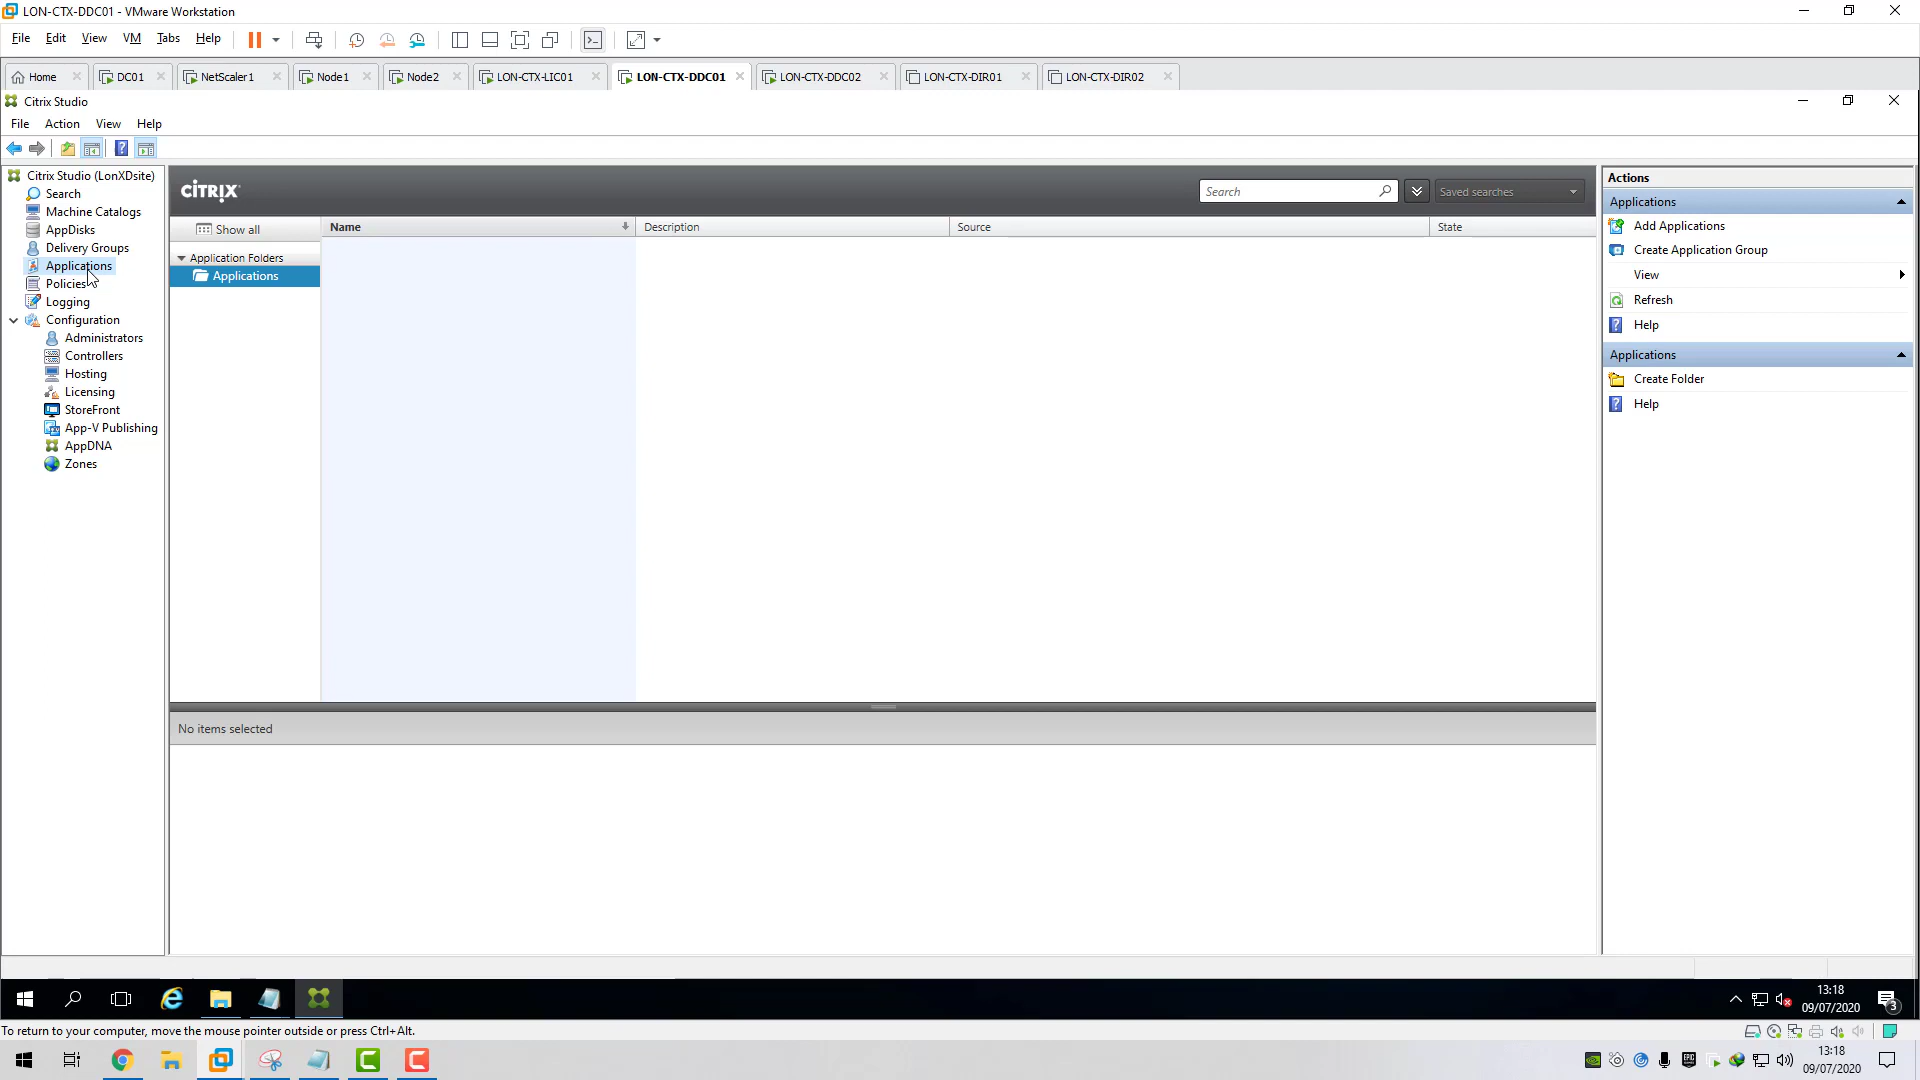 LON-CTX-DDC01 - VMware Workstation
File Edit View VM Tabs Help
Home DC01 NetScaler1 Node1 Node2 LON-CTX-LIC01 LON-CTX-DDC01 LON-CTX-DDC02 LON-CTX-DIR01 LON-CTX-DIR02
Citrix Studio
File Action View Help
Citrix Studio (LonXDsite)
Search
Machine Catalogs
AppDisks
Delivery Groups
Applications
Policies
Logging
Configuration
Administrators
Controllers
Hosting
Licensing
StoreFront
App-V Publishing
AppDNA
Zones
CITRIX
Search
Saved searches
Show all
Name Description Source State
Application Folders
Applications
No items selected
Actions
Applications
Add Applications
Create Application Group
View
Refresh
Help
Applications
Create Folder
Help
13:18
09/07/2020
3
To return to your computer, move the mouse pointer outside or press Ctrl+Alt.
13:18
09/07/2020